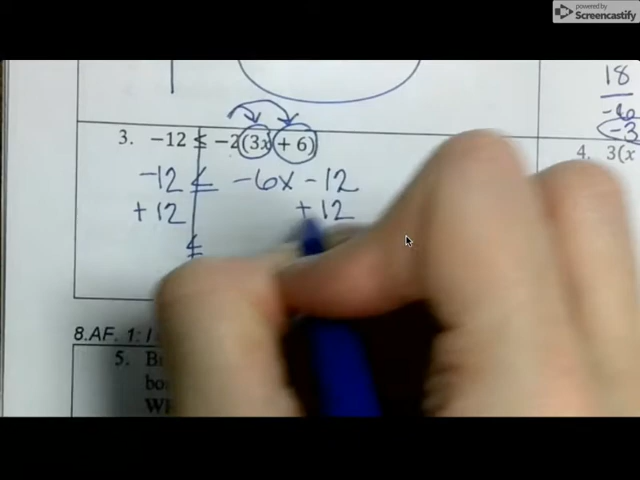 powered by
Screencastify
18
-6
-3
3. −12 ≤ −2(3x + 6)
4. 3(x
-12 ≤ -6x -12
+12 +12
≤
8.AF. 1: I
5. B
bo
W